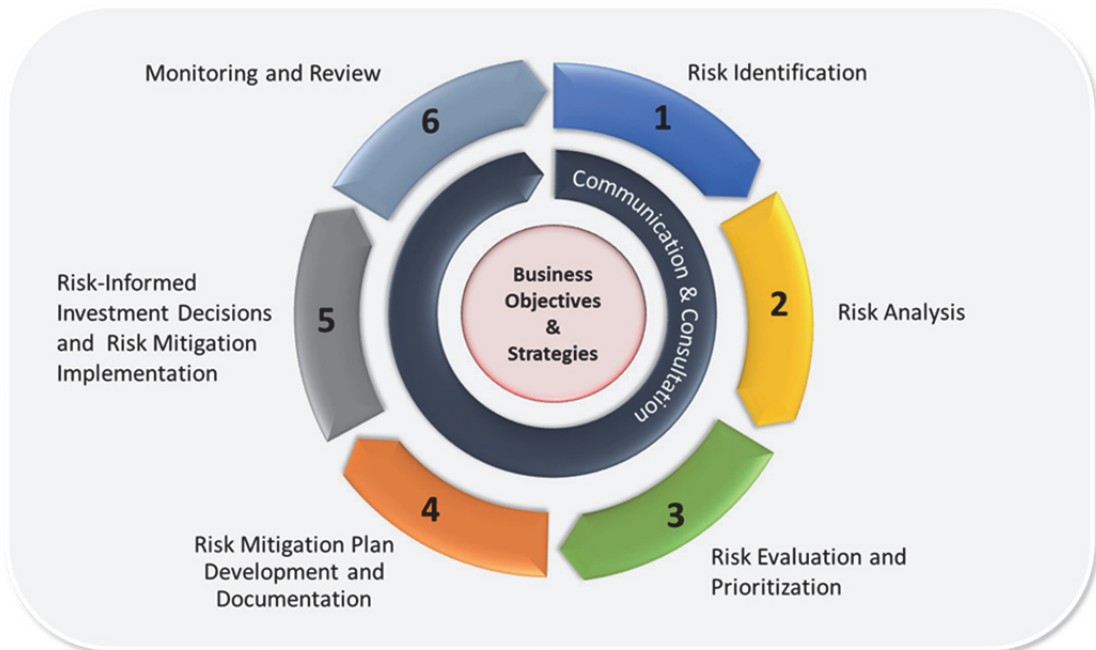 Monitoring and Review
Risk Identification
6
1
Communication & Consultation
Risk-Informed
Investment Decisions
and Risk Mitigation
Implementation
5
Business
Objectives
&
Strategies
2
Risk Analysis
4
3
Risk Mitigation Plan
Development and
Documentation
Risk Evaluation and
Prioritization